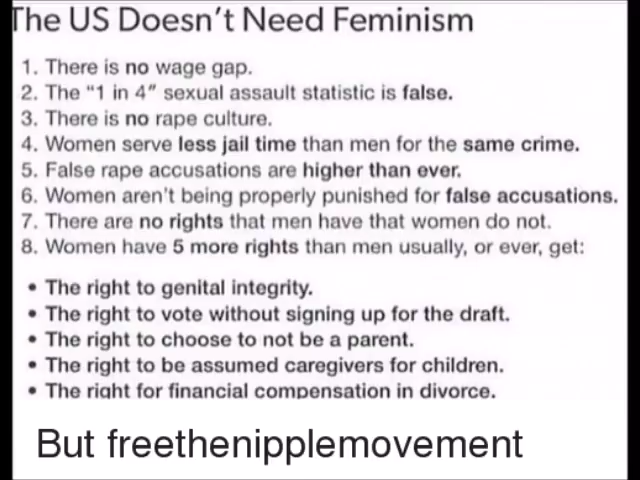 The US Doesn't Need Feminism
1. There is no wage gap.
2. The "1 in 4" sexual assault statistic is false.
3. There is no rape culture.
4. Women serve less jail time than men for the same crime.
5. False rape accusations are higher than ever.
6. Women aren't being properly punished for false accusations.
7. There are no rights that men have that women do not.
8. Women have 5 more rights than men usually, or ever, get:
• The right to genital integrity.
• The right to vote without signing up for the draft.
• The right to choose to not be a parent.
• The right to be assumed caregivers for children.
• The right for financial compensation in divorce.
But freethenipplemovement